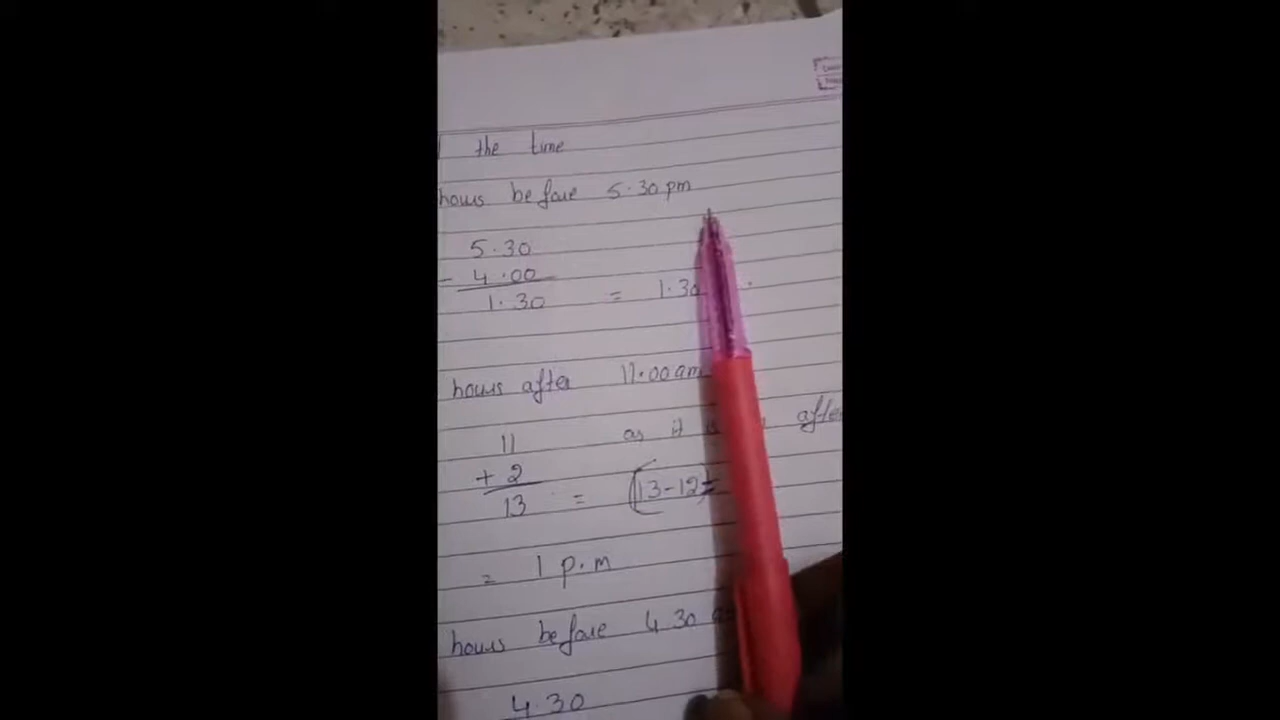 the time
hours before 5.30 pm
5.30
- 4.00
1.30 = 1.30
hours after 11.00 am
11 as it after
+ 2
13 = (13-12)=
= 1 p.m
hours before 4 30
4.30